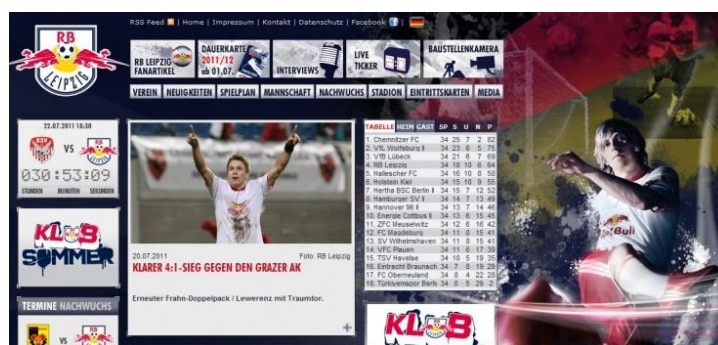 RSS Feed | Home | Impressum | Kontakt | Datenschutz | Facebook |
RB
LEIPZIG
RB LEIPZIG
FANARTIKEL
DAUERKARTE
2011/12
ab 01.07.
INTERVIEWS
LIVE
TICKER
BAUSTELLENKAMERA
VEREIN NEUIGKEITEN SPIELPLAN MANNSCHAFT NACHWUCHS STADION EINTRITTSKARTEN MEDIA
22.07.2011 18:30
VS
030:53:09
STUNDEN MINUTEN SEKUNDEN
KLUB
SOMMER
TERMINE NACHWUCHS
VS
20.07.2011 Foto: RB Leipzig
KLARER 4:1-SIEG GEGEN DEN GRAZER AK
Erneuter Frahn-Doppelpack / Lewerenz mit Traumtor.
TABELLE HEIM GAST SP S U N P
1. Chemnitzer FC 34 25 7 2 82
2. VfL Wolfsburg II 34 23 6 5 75
3. VfB Lübeck 34 21 6 7 69
4. RB Leipzig 34 18 10 6 64
5. Hallescher FC 34 16 10 8 58
6. Holstein Kiel 34 15 10 9 55
7. Hertha BSC Berlin II 34 15 7 12 52
8. Hamburger SV II 34 14 7 13 49
9. Hannover 96 II 34 13 7 14 46
10. Energie Cottbus II 34 13 6 15 45
11. ZFC Meuselwitz 34 12 6 16 42
12. FC Magdeburg 34 11 8 15 41
13. SV Wilhelmshaven 34 11 8 15 41
14. VFC Plauen 34 11 6 17 39
15. TSV Havelse 34 10 5 19 35
16. Eintracht Braunsch 34 7 8 19 29
17. FC Oberneuland 34 8 4 22 28
18. Türkiyemspor Berli 34 0 5 29 2
KLUB
Red Bull